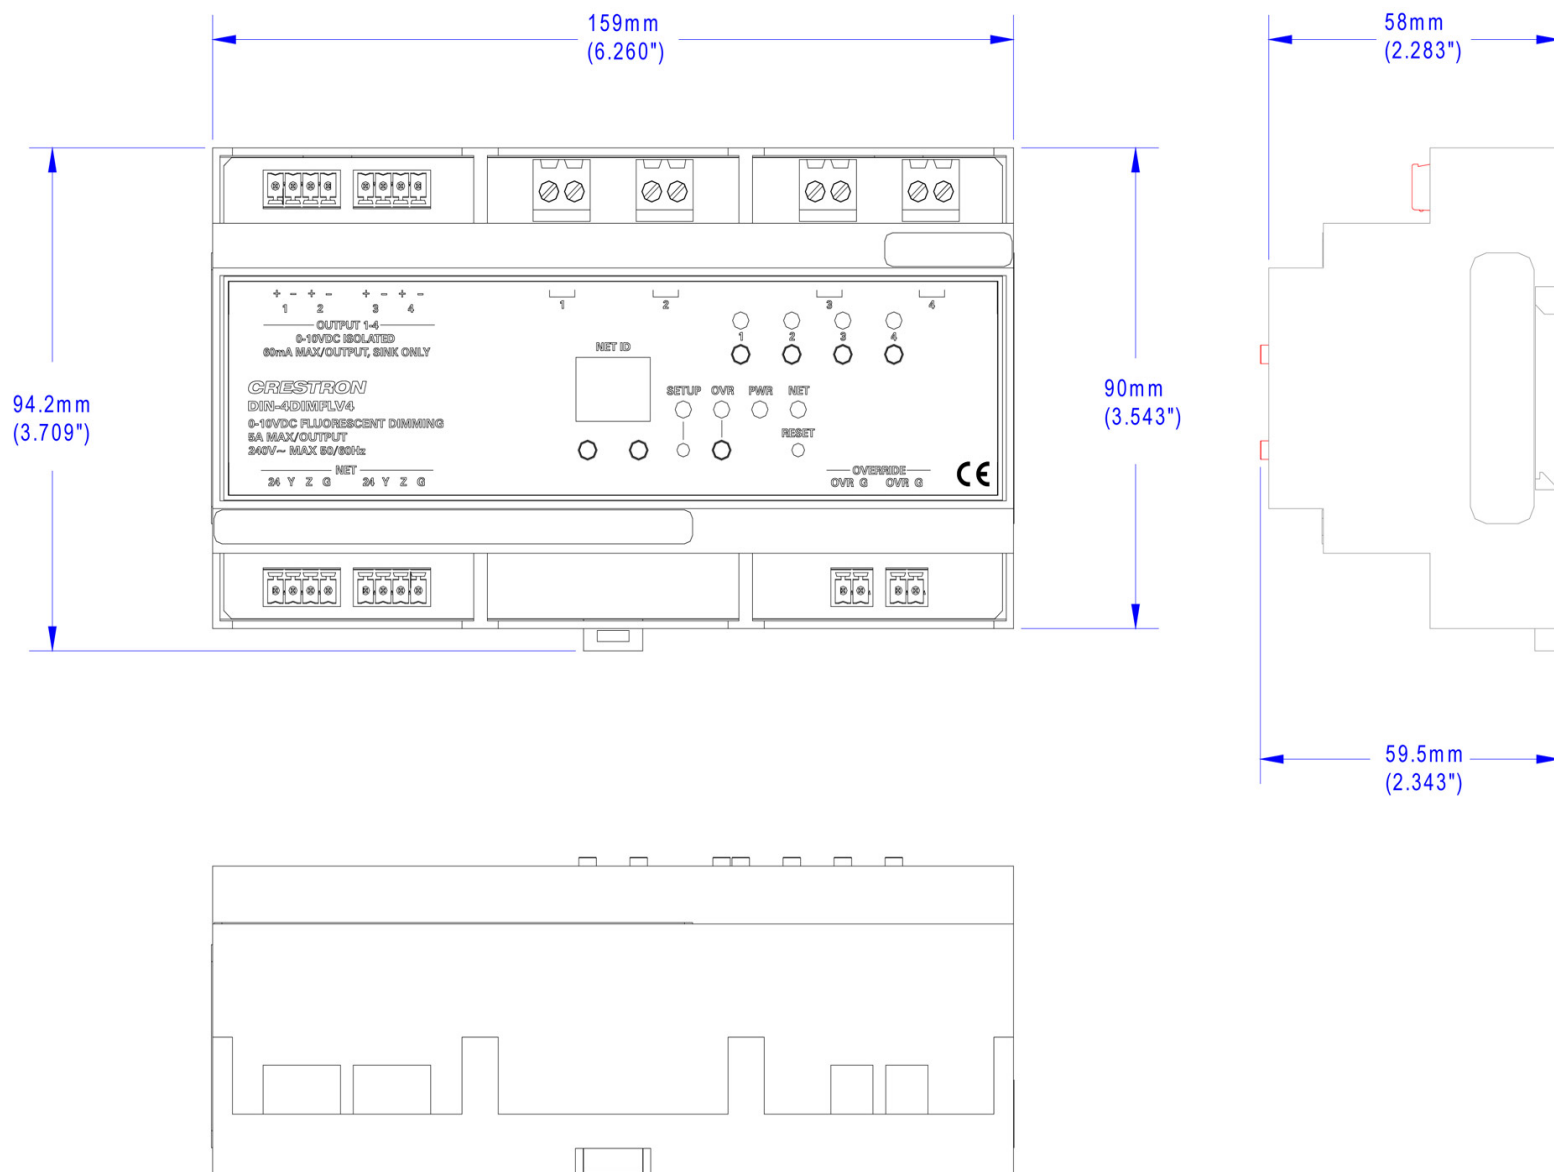 159mm
(6.260")
58mm
(2.283")
+ - + -
+ - + -
1 2 3 4
OUTPUT 1-4
0-10VDC ISOLATED
60mA MAX/OUTPUT, SINK ONLY
1 2 3 4
1 2 3 4
NET ID
CRESTRON
DIN-4DIMFLV4
0-10VDC FLUORESCENT DIMMING
5A MAX/OUTPUT
240V~ MAX 50/60Hz
SETUP OVR PWR NET
RESET
NET
24 Y Z G 24 Y Z G
OVERRIDE
OVR G OVR G
CE
94.2mm
(3.709")
90mm
(3.543")
59.5mm
(2.343")